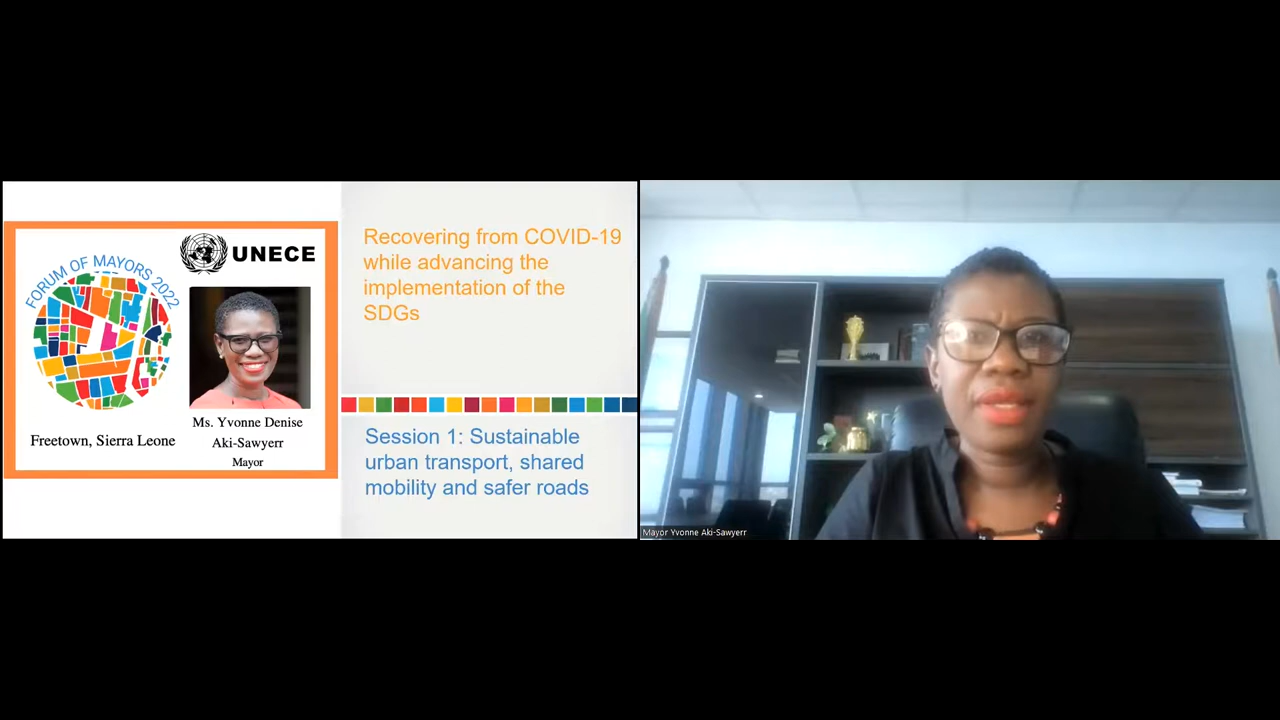 FORUM OF MAYORS 2022
UNECE
Freetown, Sierra Leone
Ms. Yvonne Denise
Aki-Sawyerr
Mayor
Recovering from COVID-19
while advancing the
implementation of the
SDGs
Session 1: Sustainable
urban transport, shared
mobility and safer roads
Mayor Yvonne Aki-Sawyerr